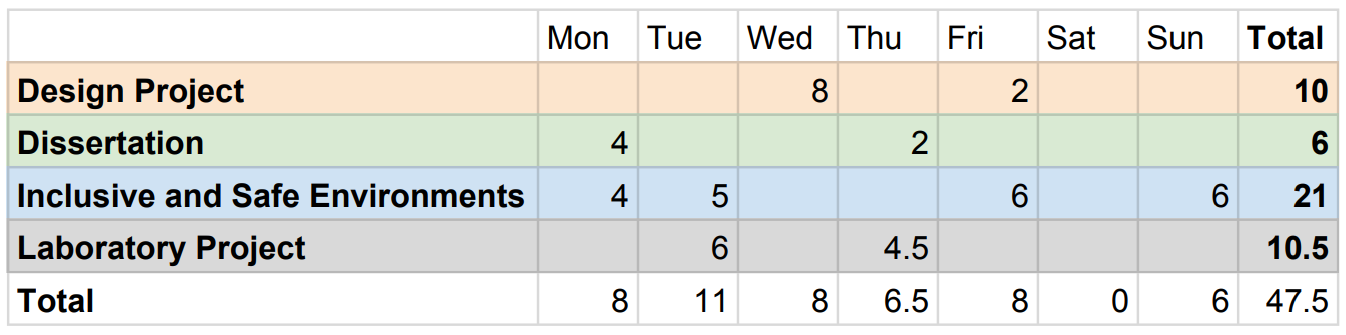 Mon Tue Wed Thu Fri Sat Sun Total
Design Project 8 2 10
Dissertation 4 2 6
Inclusive and Safe Environments 4 5 6 6 21
Laboratory Project 6 4.5 10.5
Total 8 11 8 6.5 8 0 6 47.5